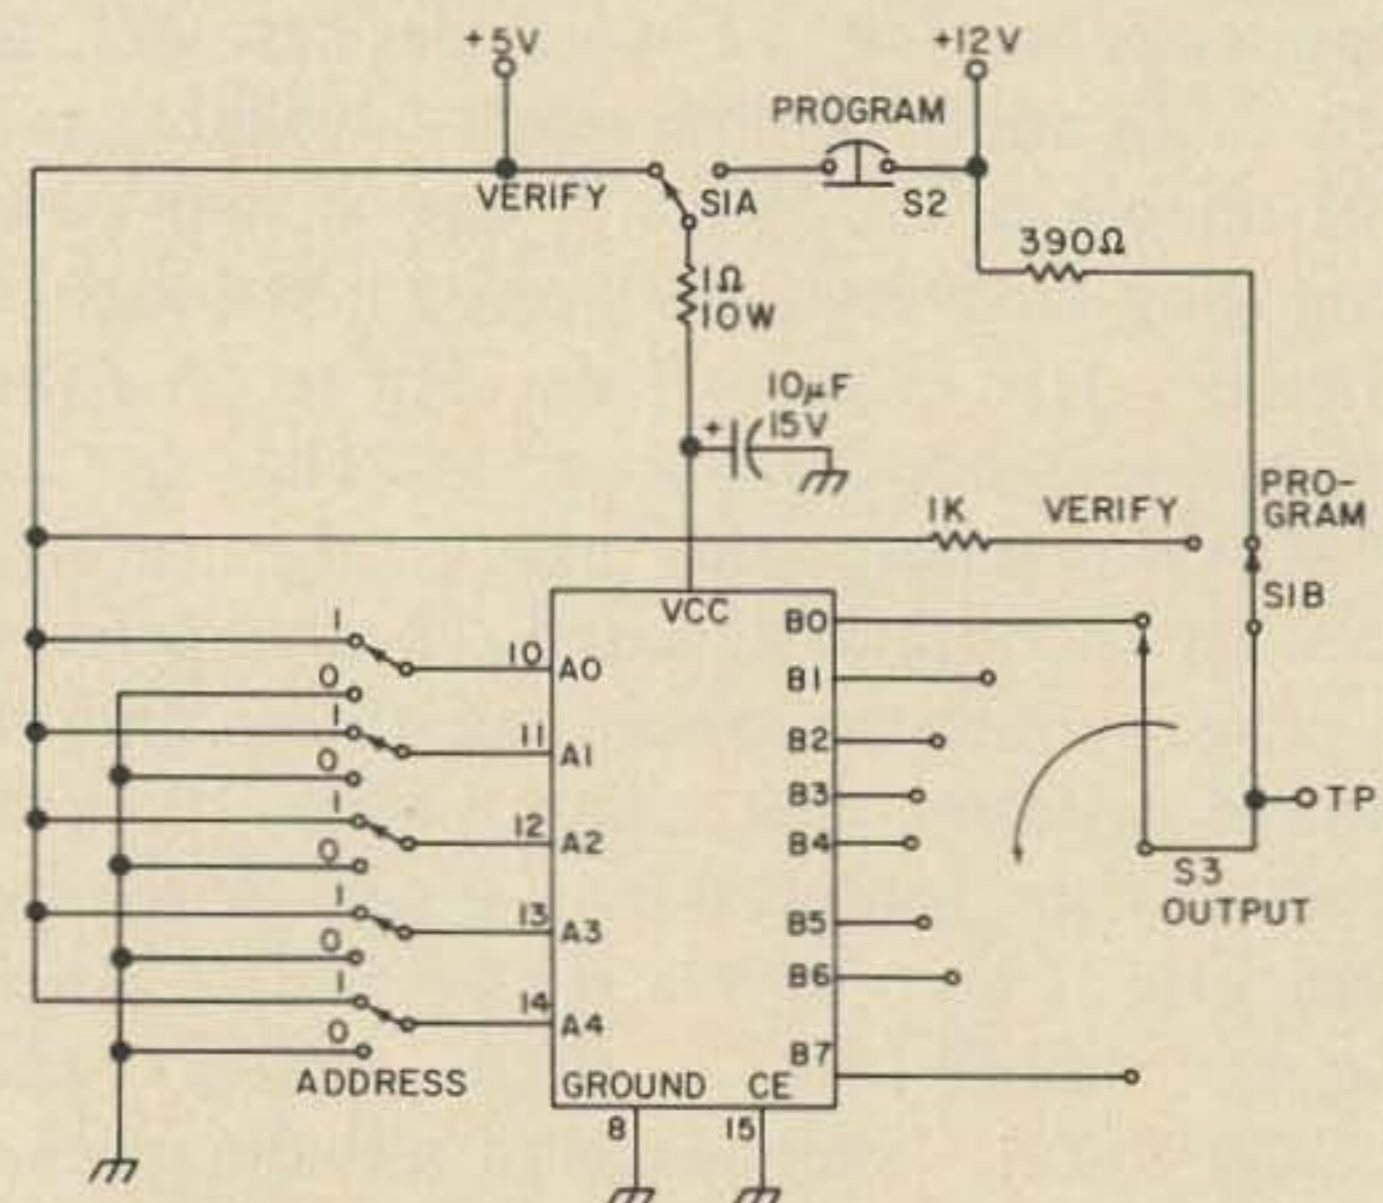 +5V
+12V
PROGRAM
VERIFY
S1A
S2
390Ω
1Ω
10W
10μF
+
15V
1K
VERIFY
PRO-
GRAM
S1B
VCC
B0
1
10
A0
B1
0
1
11
A1
B2
0
B3
TP
1
12
A2
B4
0
S3
OUTPUT
1
13
A3
B5
0
B6
1
14
A4
0
B7
ADDRESS
GROUND
CE
8
15